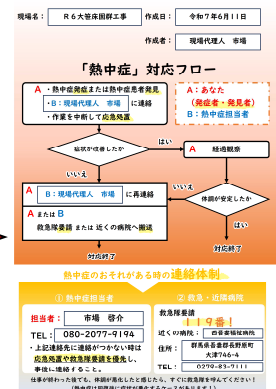 現場名： Ｒ６大笹床固群工事 作成日： 令和７年６月１１日
作成者： 現場代理人 市場
「熱中症」対応フロー
A ・熱中症発症または熱中症患者発見
・B：現場代理人 市場 に連絡
・作業を中断して応急処置
A：あなた
（発症者・発見者）
B：熱中症担当者
症状が改善したか
はい
A 経過観察
いいえ
A B：現場代理人 市場 に再連絡
A または B
救急隊要請 または 近くの病院へ搬送
いいえ
体調が安定したか
はい
対応終了
対応終了
熱中症のおそれがある時の連絡体制
① 熱中症担当者
担当者： 市場 啓介
TEL： 080-2077-9194
・上記連絡先に連絡がつかない時は
応急処置や救急隊要請を優先し、
事後に連絡すること。
② 救急・近隣病院
救急隊要請
119番！
近くの病院： 西吾妻福祉病院
住所： 群馬県吾妻郡長野原町
大津746-4
TEL： 0279-83-7111
仕事が終わった後でも、体調が悪化したと感じたら、すぐに救急隊を呼んでください！